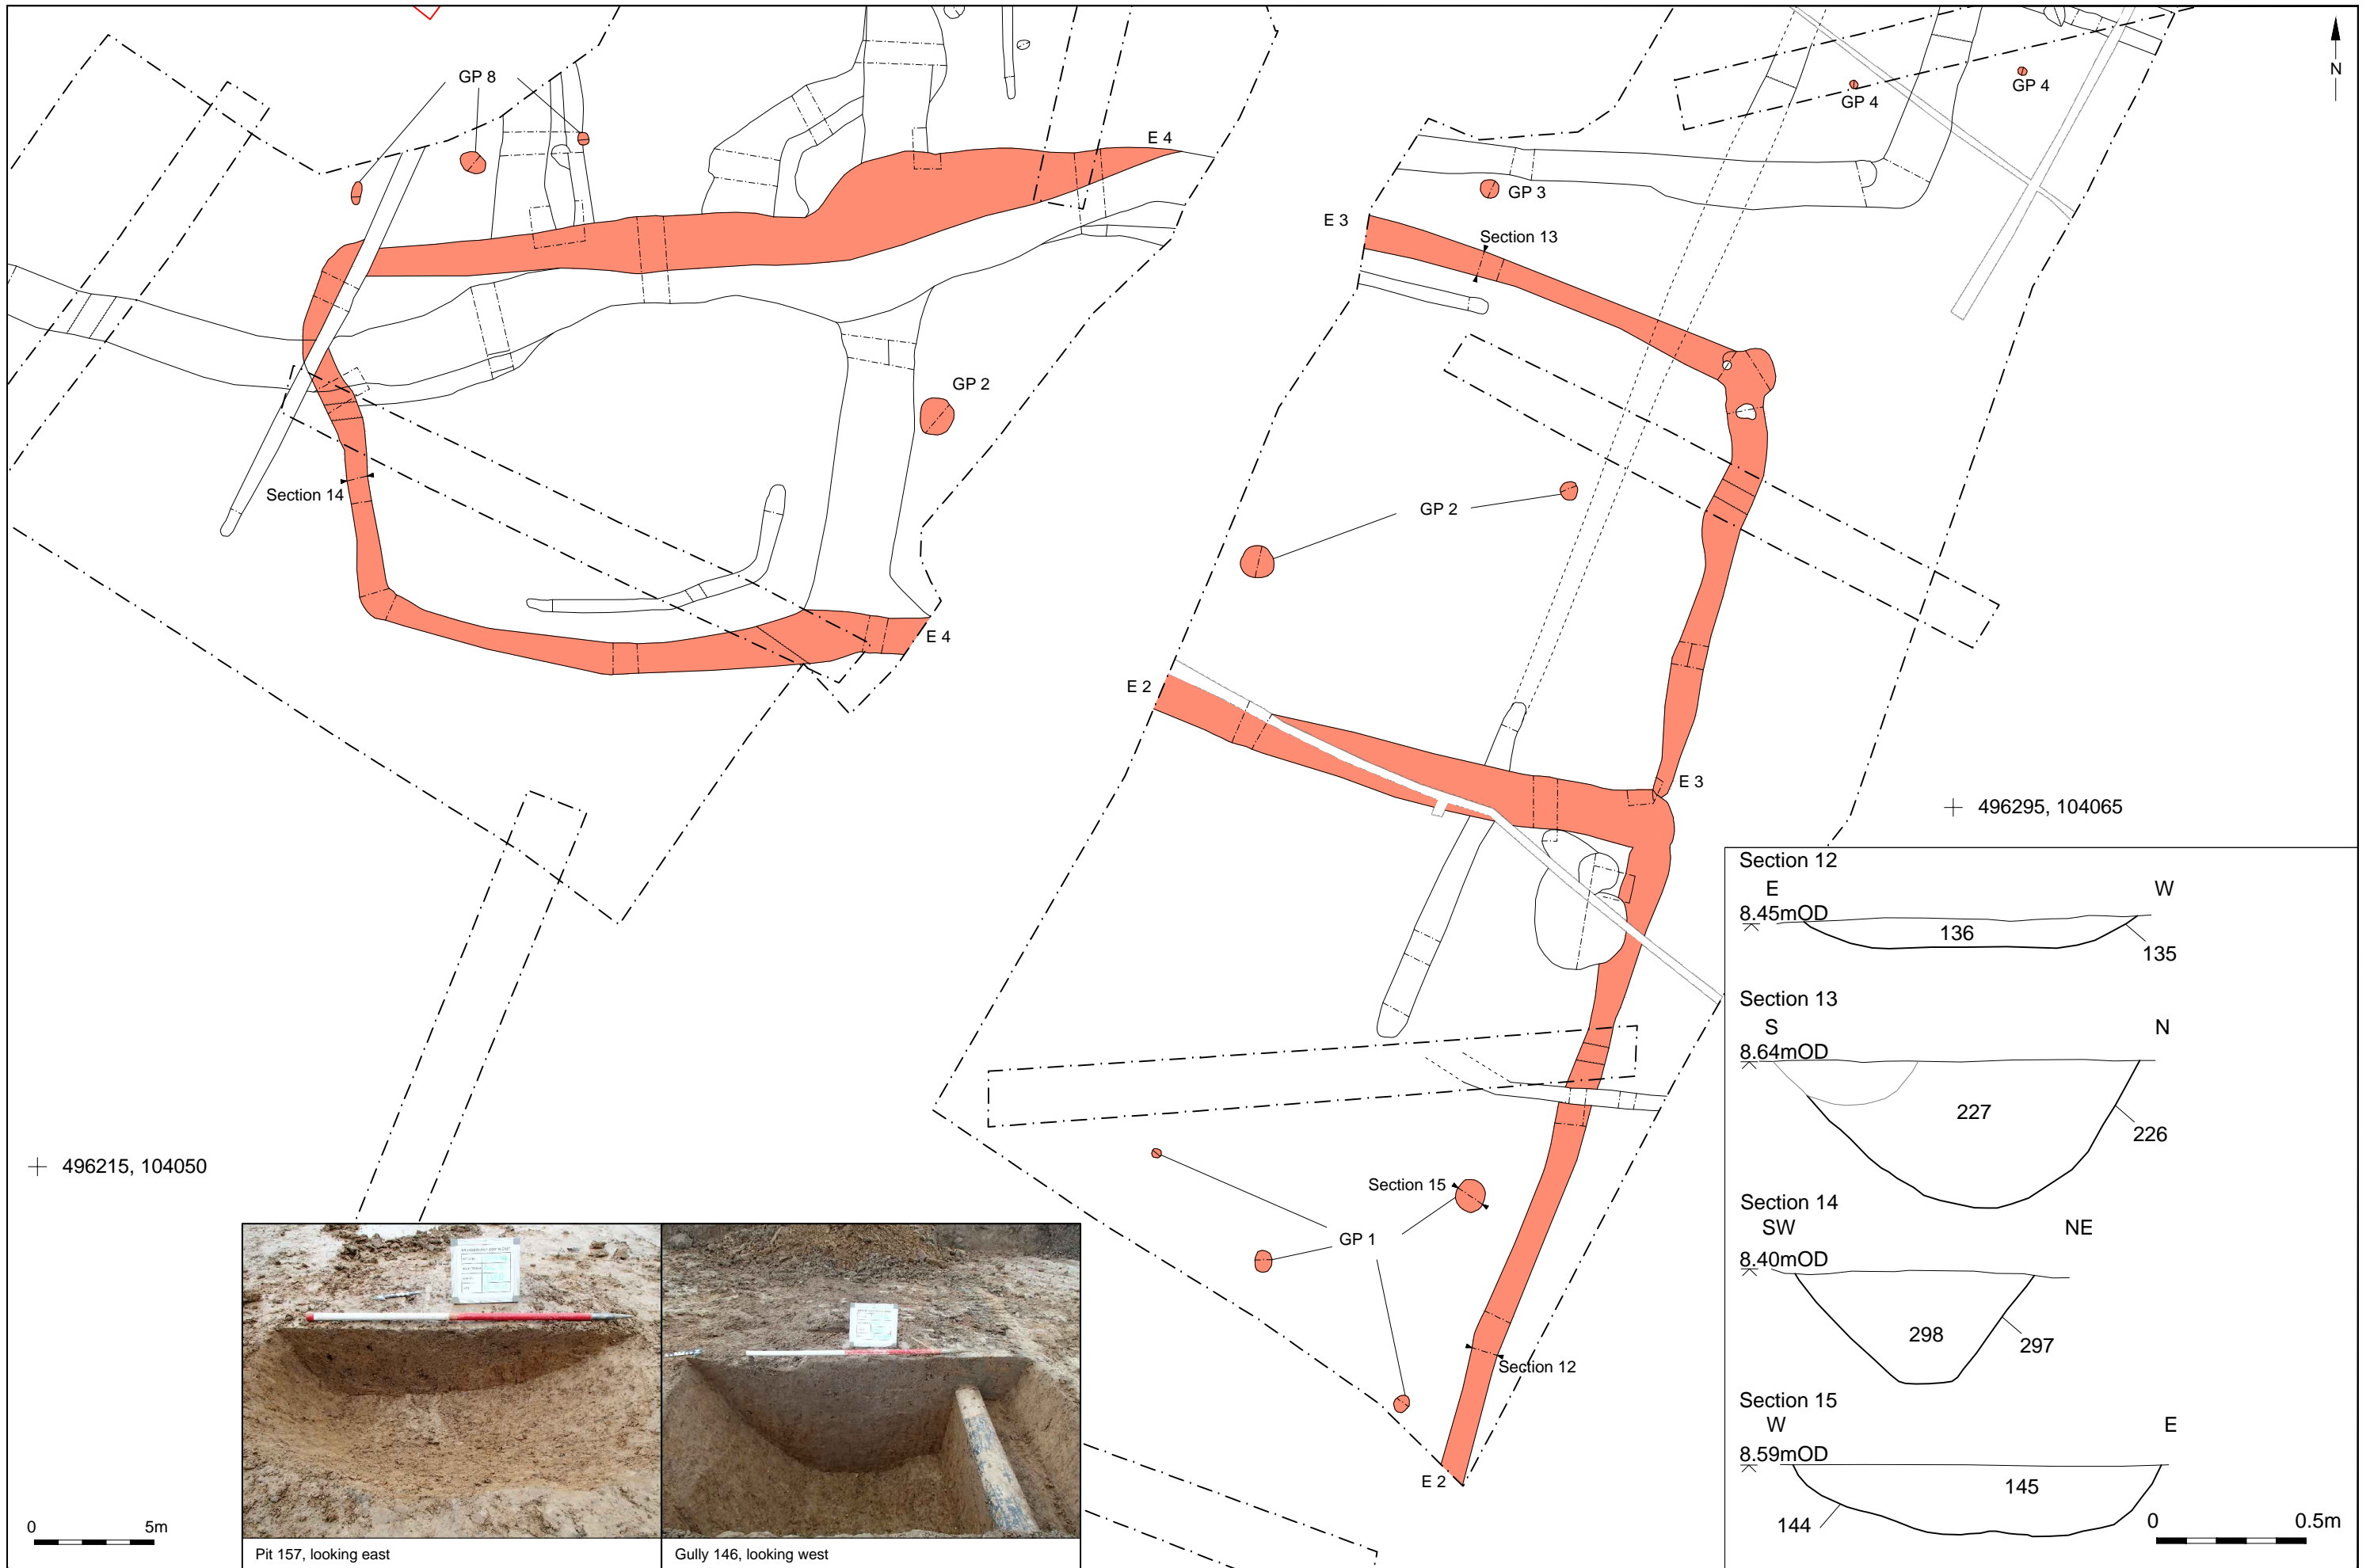 N
GP 8
GP 4
GP 4
E 4
GP 3
E 3
Section 13
GP 2
Section 14
GP 2
E 4
E 2
E 3
496295, 104065
496215, 104050
Section 15
GP 1
Section 12
E 2
Section 12
E W
8.45mOD
136
135
Section 13
S N
8.64mOD
227
226
Section 14
SW NE
8.40mOD
298
297
Section 15
W E
8.59mOD
145
144
0 0.5m
0 5m
Pit 157, looking east
Gully 146, looking west